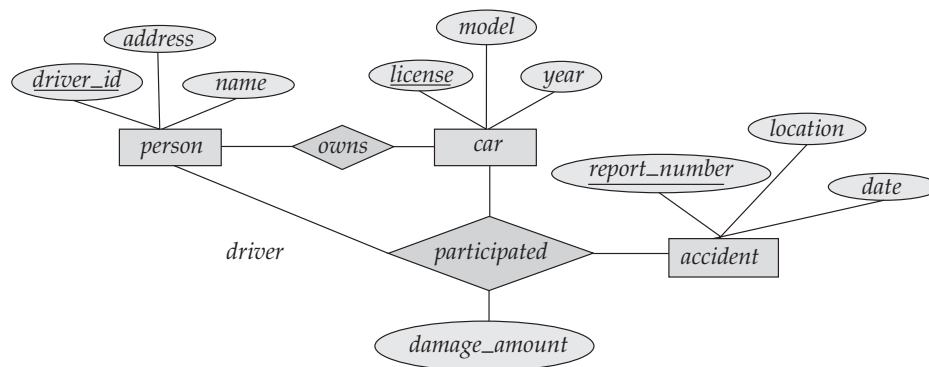 model
address
driver_id
name
license
year
person
owns
car
location
report_number
date
driver
participated
accident
damage_amount